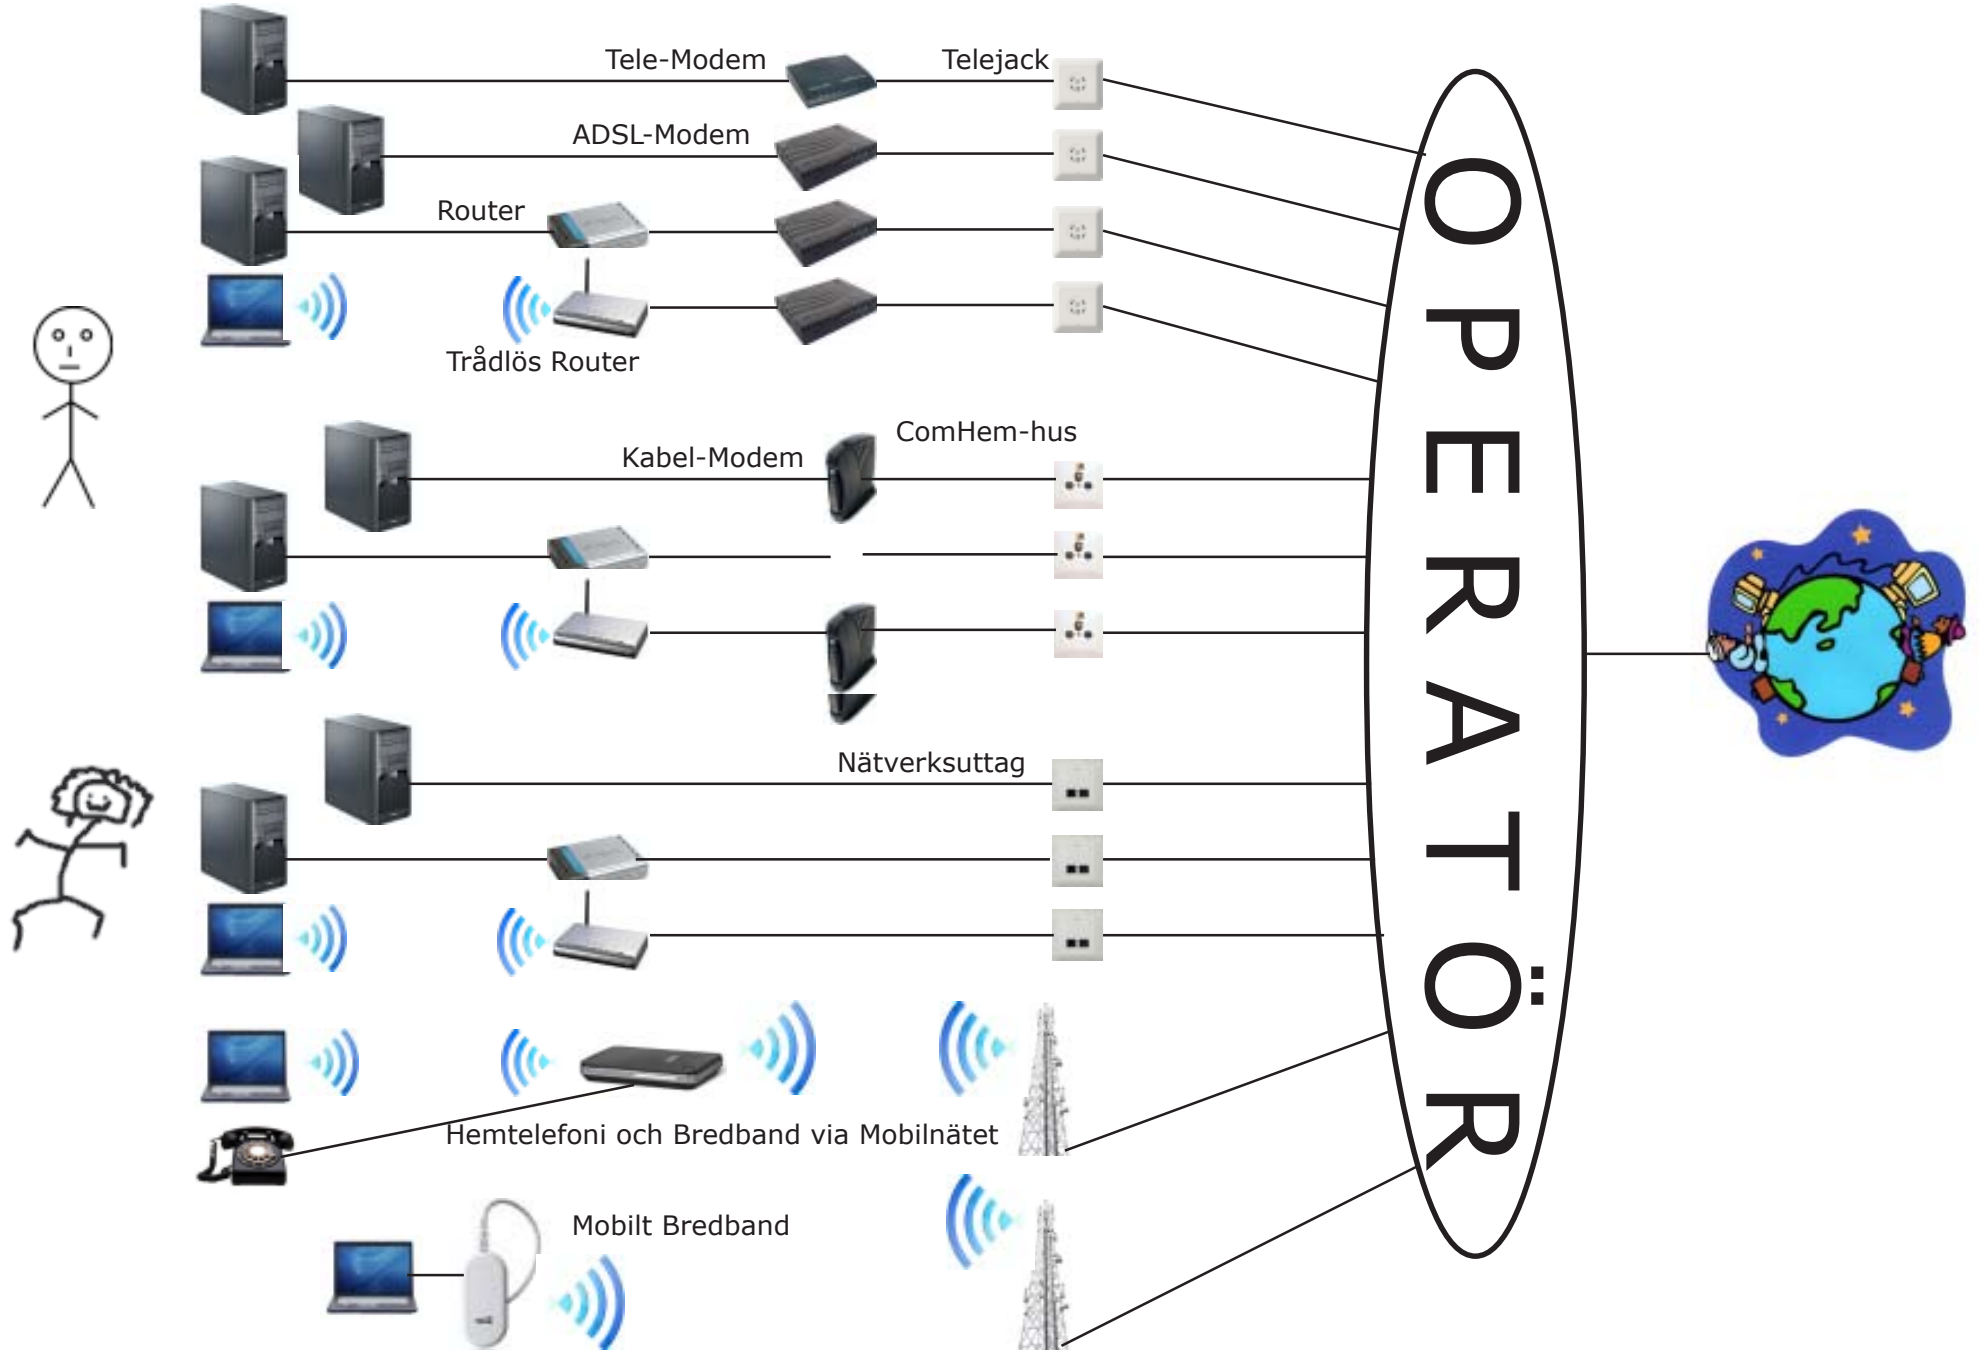 Tele-Modem
Telejack
ADSL-Modem
Router
Trådlös Router
ComHem-hus
Kabel-Modem
Nätverksuttag
Hemtelefoni och Bredband via Mobilnätet
Mobilt Bredband
OPERATÖR